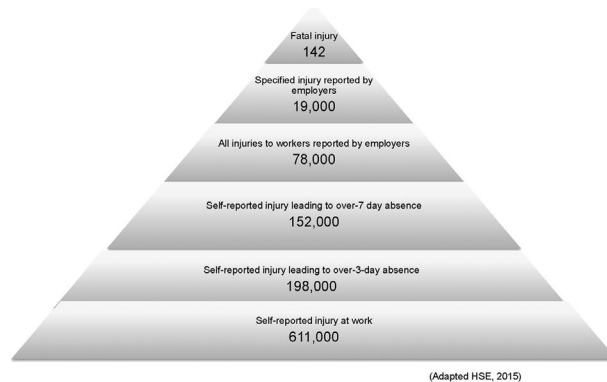 Fatal injury
142
Specified injury reported by
employers
19,000
All injuries to workers reported by employers
78,000
Self-reported injury leading to over-7 day absence
152,000
Self-reported injury leading to over-3-day absence
198,000
Self-reported injury at work
611,000
(Adapted HSE, 2015)